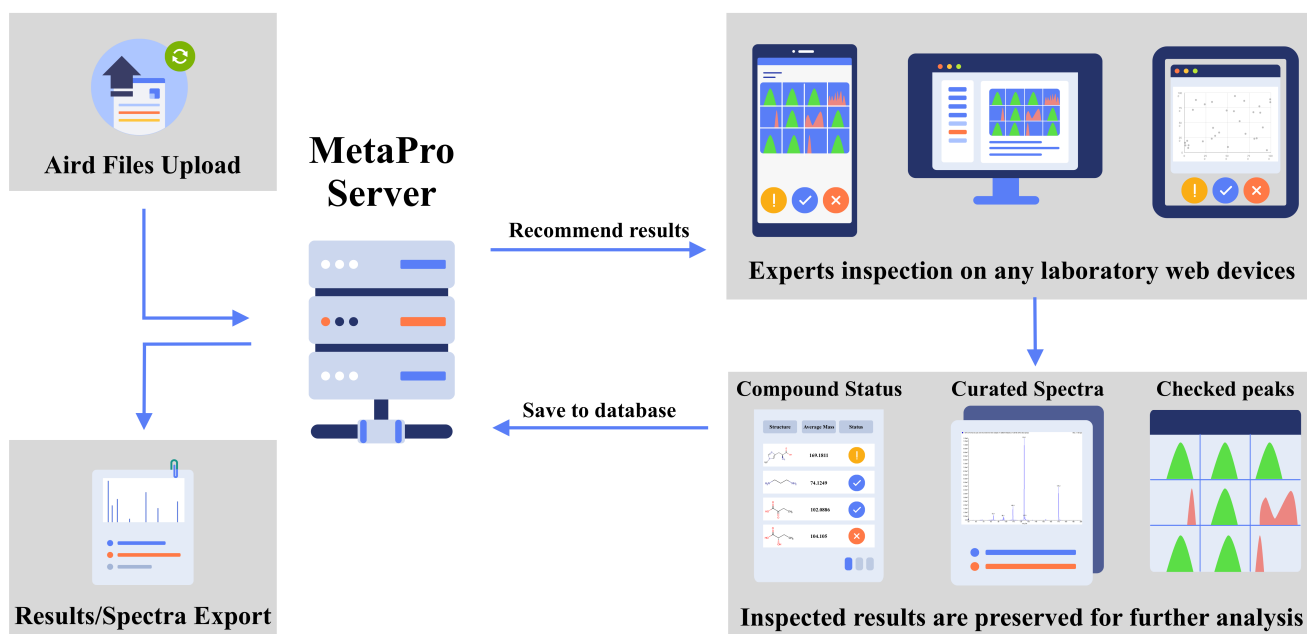 Aird Files Upload
MetaPro
Server
Recommend results
Experts inspection on any laboratory web devices
Save to database
Compound Status
Curated Spectra
Checked peaks
Structure
Average Mass
Status
169.1811
74.1249
102.0886
104.105
Results/Spectra Export
Inspected results are preserved for further analysis